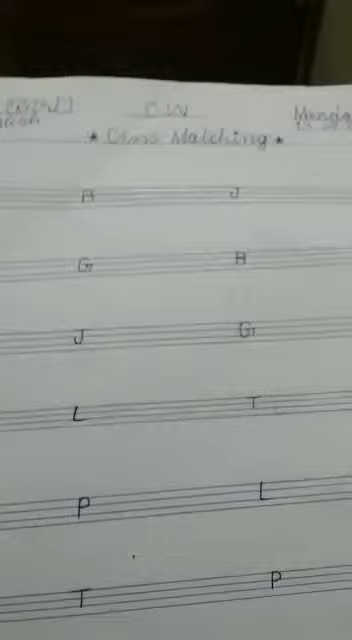 C W
* Class Matching *
A J
G B
J G
L T
P L
T P